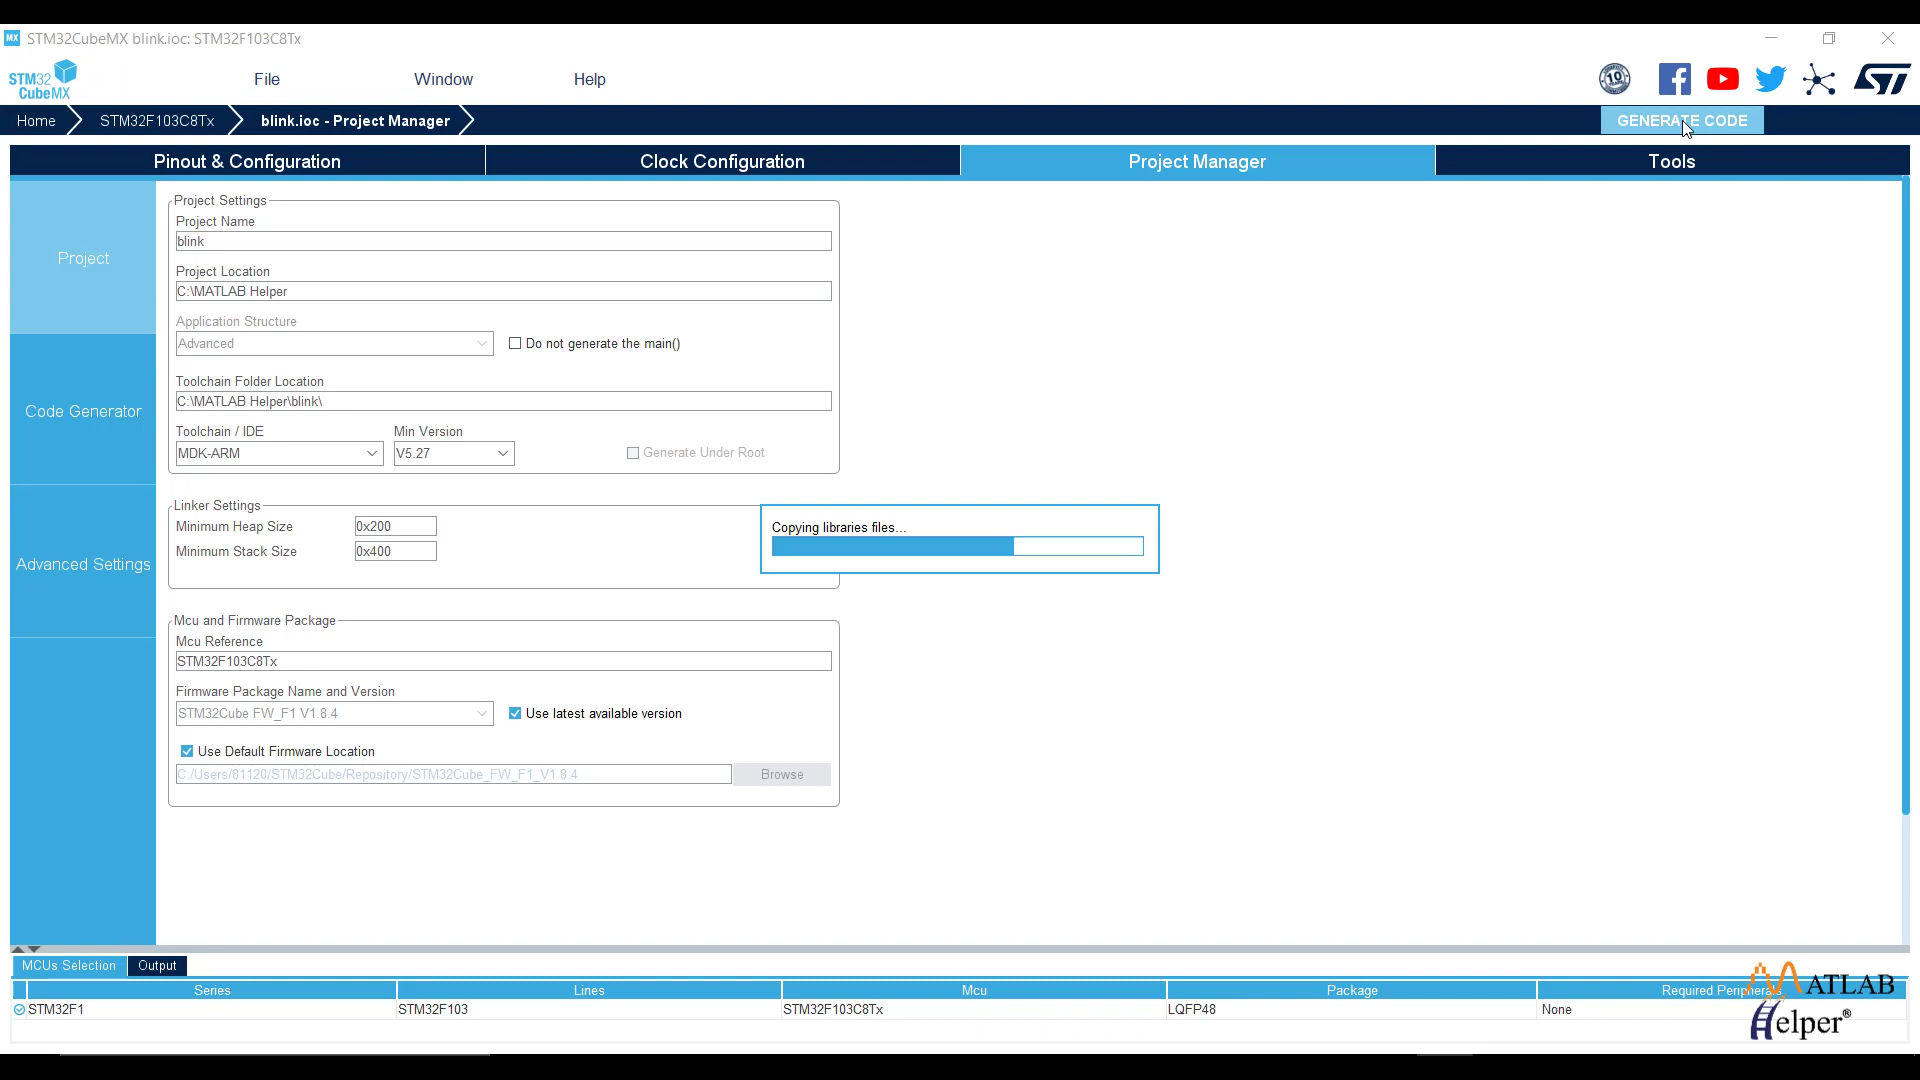 MX STM32CubeMX blink.ioc: STM32F103C8Tx
STM32
CubeMX
File Window Help
10
ST
Home STM32F103C8Tx blink.ioc - Project Manager GENERATE CODE
Pinout & Configuration Clock Configuration Project Manager Tools
Project
Code Generator
Advanced Settings
Project Settings
Project Name
blink
Project Location
C:\MATLAB Helper
Application Structure
Advanced Do not generate the main()
Toolchain Folder Location
C:\MATLAB Helper\blink\
Toolchain / IDE Min Version
MDK-ARM V5.27 Generate Under Root
Linker Settings
Minimum Heap Size 0x200
Minimum Stack Size 0x400
Copying libraries files...
Mcu and Firmware Package
Mcu Reference
STM32F103C8Tx
Firmware Package Name and Version
STM32Cube FW_F1 V1.8.4 Use latest available version
Use Default Firmware Location
C:/Users/81120/STM32Cube/Repository/STM32Cube_FW_F1_V1.8.4 Browse
MCUs Selection Output
Series Lines Mcu Package Required Peripherals
STM32F1 STM32F103 STM32F103C8Tx LQFP48 None
MATLAB
Helper®